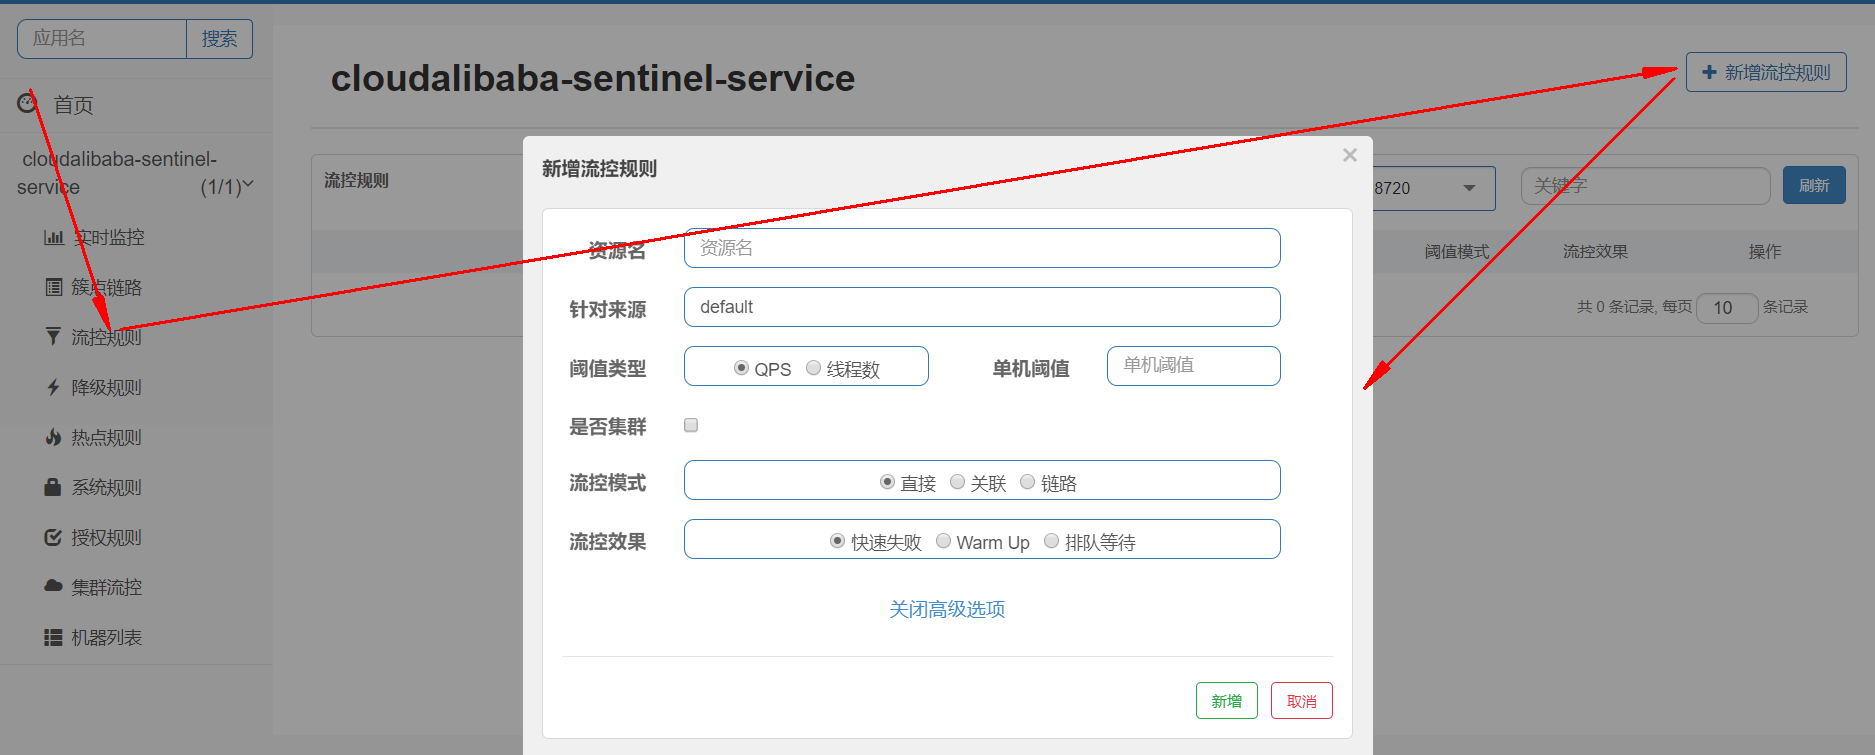 应用名 搜索
首页
cloudalibaba-sentinel-
service (1/1)
实时监控
簇点链路
流控规则
降级规则
热点规则
系统规则
授权规则
集群流控
机器列表
cloudalibaba-sentinel-service
新增流控规则
流控规则
8720 关键字 刷新
阈值模式 流控效果 操作
共 0 条记录, 每页 10 条记录
新增流控规则 ×
资源名 资源名
针对来源 default
阈值类型 QPS 线程数 单机阈值 单机阈值
是否集群
流控模式 直接 关联 链路
流控效果 快速失败 Warm Up 排队等待
关闭高级选项
新增 取消